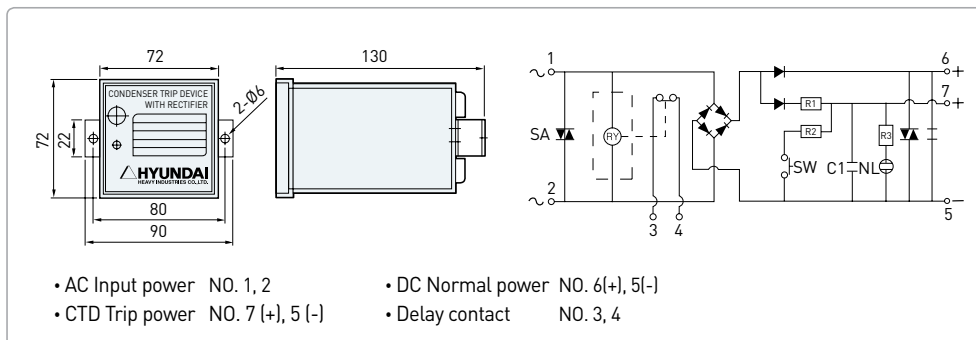 72
130
72
22
2-Ø6
CONDENSER TRIP DEVICE
WITH RECTIFIER
HYUNDAI
HEAVY INDUSTRIES CO.,LTD.
80
90
1
2
SA
RY
3
4
R1
R2
SW
C1
R3
NL
6
7
5
• AC Input power NO. 1, 2
• DC Normal power NO. 6(+), 5(-)
• CTD Trip power NO. 7 (+), 5 (-)
• Delay contact NO. 3, 4